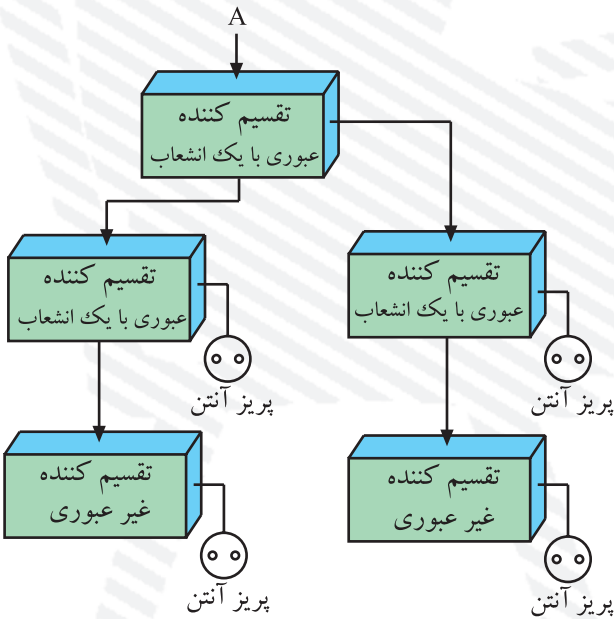 A
تقسیم کننده
عبوری با یک انشعاب
تقسیم کننده
عبوری با یک انشعاب
پریز آنتن
تقسیم کننده
عبوری با یک انشعاب
پریز آنتن
تقسیم کننده
غیر عبوری
پریز آنتن
تقسیم کننده
غیر عبوری
پریز آنتن